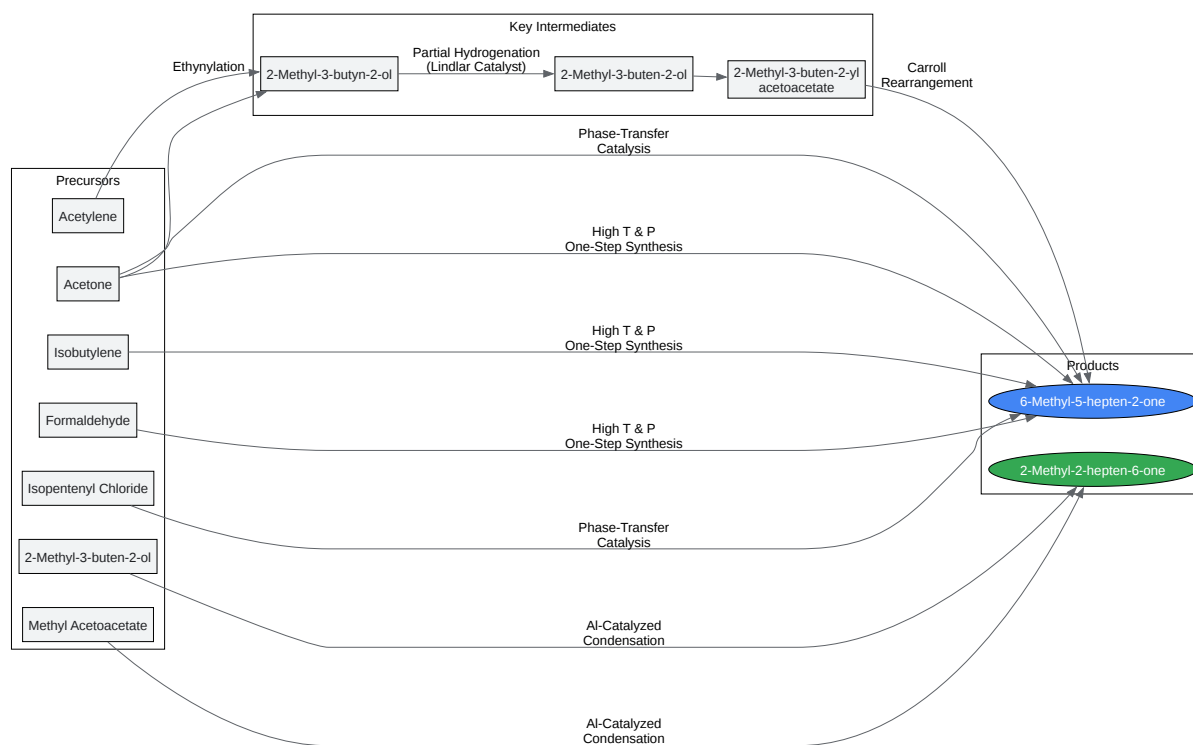 Key Intermediates
Ethynylation
2-Methyl-3-butyn-2-ol
Partial Hydrogenation
(Lindlar Catalyst)
2-Methyl-3-buten-2-ol
2-Methyl-3-buten-2-yl
acetoacetate
Carroll
Rearrangement
Phase-Transfer
Catalysis
Precursors
Acetylene
High T & P
One-Step Synthesis
Acetone
High T & P
One-Step Synthesis
Isobutylene
Products
6-Methyl-5-hepten-2-one
Formaldehyde
High T & P
One-Step Synthesis
2-Methyl-2-hepten-6-one
Isopentenyl Chloride
Phase-Transfer
Catalysis
2-Methyl-3-buten-2-ol
Methyl Acetoacetate
Al-Catalyzed
Condensation
Al-Catalyzed
Condensation